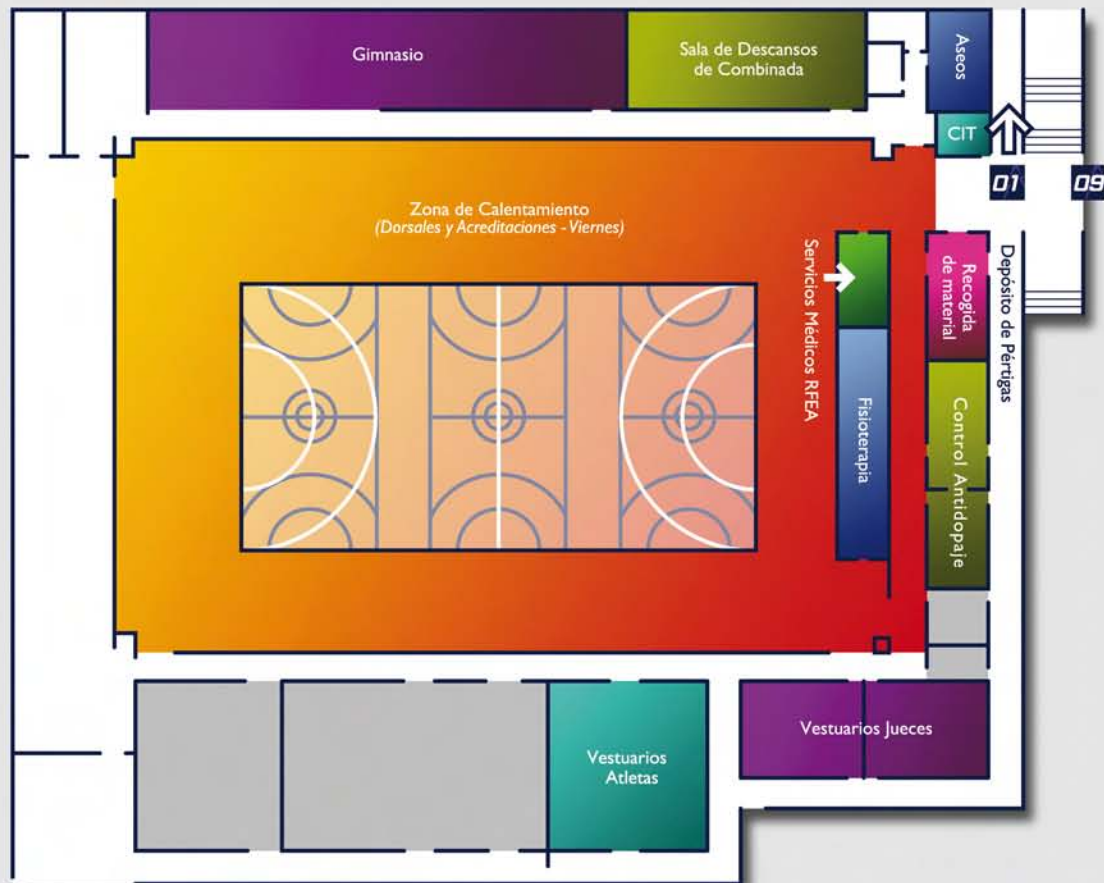 Gimnasio
Sala de Descansos
de Combinada
Aseos
CIT
01
09
Zona de Calentamiento
(Dorsales y Acreditaciones - Viernes)
Servicios Médicos RFEA
Fisioterapia
Recogida
de material
Depósito de Pértigas
Control Antidopaje
Vestuarios
Atletas
Vestuarios Jueces